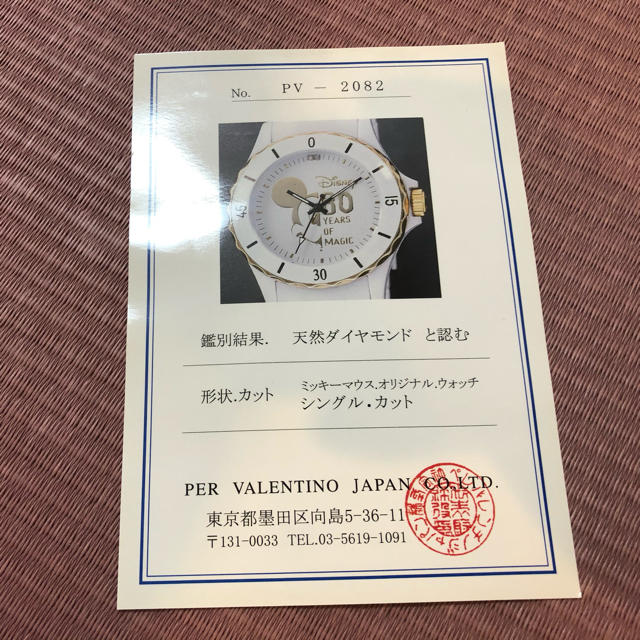 No. PV － 2082
0
45
15
30
Disney
60
YEARS
OF
MAGIC
鑑別結果. 天然ダイヤモンド と認む
形状.カット ミッキーマウス.オリジナル.ウォッチ
シングル・カット
PER VALENTINO JAPAN CO.LTD.
東京都墨田区向島5-36-11
〒131-0033 TEL.03-5619-1091